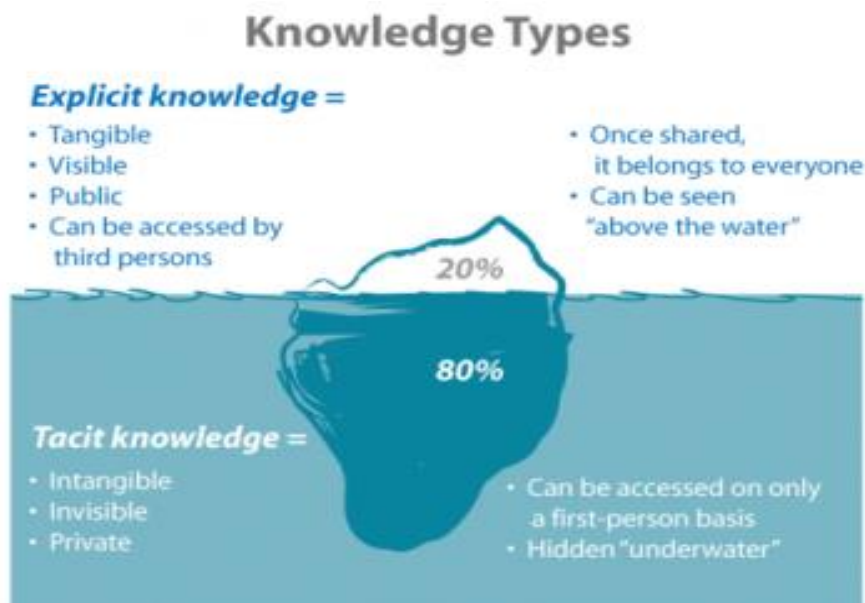 Knowledge Types
Explicit knowledge =
• Tangible
• Visible
• Public
• Can be accessed by
third persons
• Once shared,
it belongs to everyone
• Can be seen
"above the water"
20%
80%
Tacit knowledge =
• Intangible
• Invisible
• Private
• Can be accessed on only
a first-person basis
• Hidden "underwater"